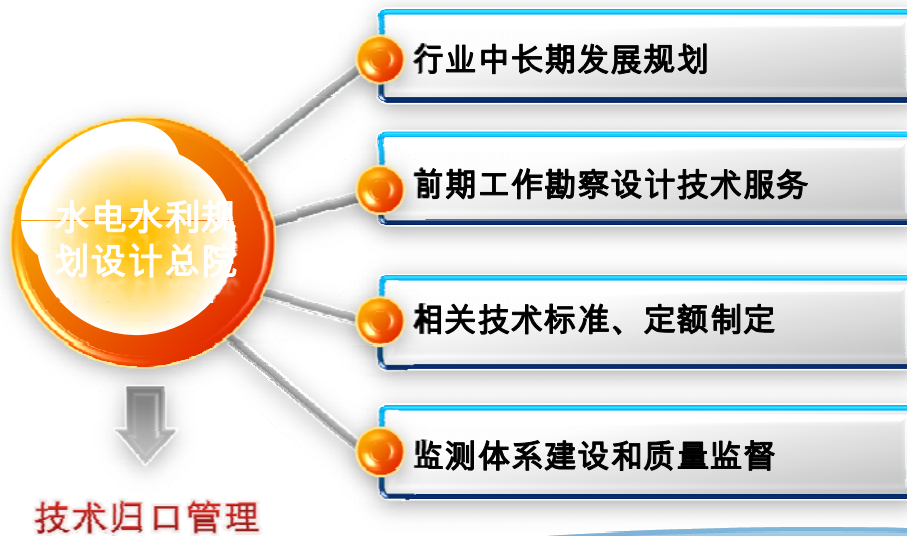 行业中长期发展规划
前期工作勘察设计技术服务
水电水利规
划设计总院
相关技术标准、定额制定
监测体系建设和质量监督
技术归口管理